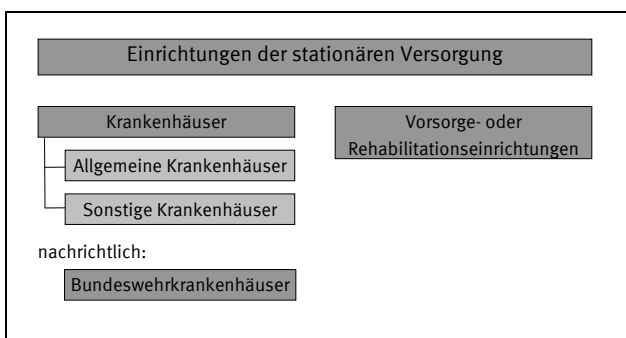 Einrichtungen der stationären Versorgung
Krankenhäuser
Allgemeine Krankenhäuser
Sonstige Krankenhäuser
nachrichtlich:
Bundeswehrkrankenhäuser
Vorsorge- oder
Rehabilitationseinrichtungen